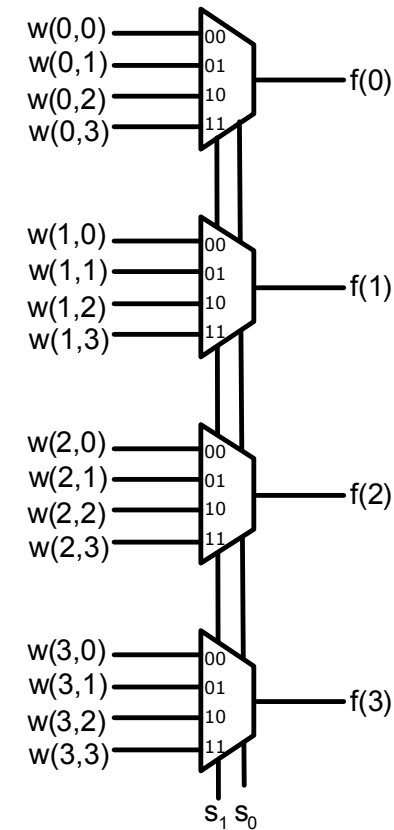 w(0,0) 00
w(0,1) 01 f(0)
w(0,2) 10
w(0,3) 11
w(1,0) 00
w(1,1) 01 f(1)
w(1,2) 10
w(1,3) 11
w(2,0) 00
w(2,1) 01 f(2)
w(2,2) 10
w(2,3) 11
w(3,0) 00
w(3,1) 01 f(3)
w(3,2) 10
w(3,3) 11
s₁ s₀